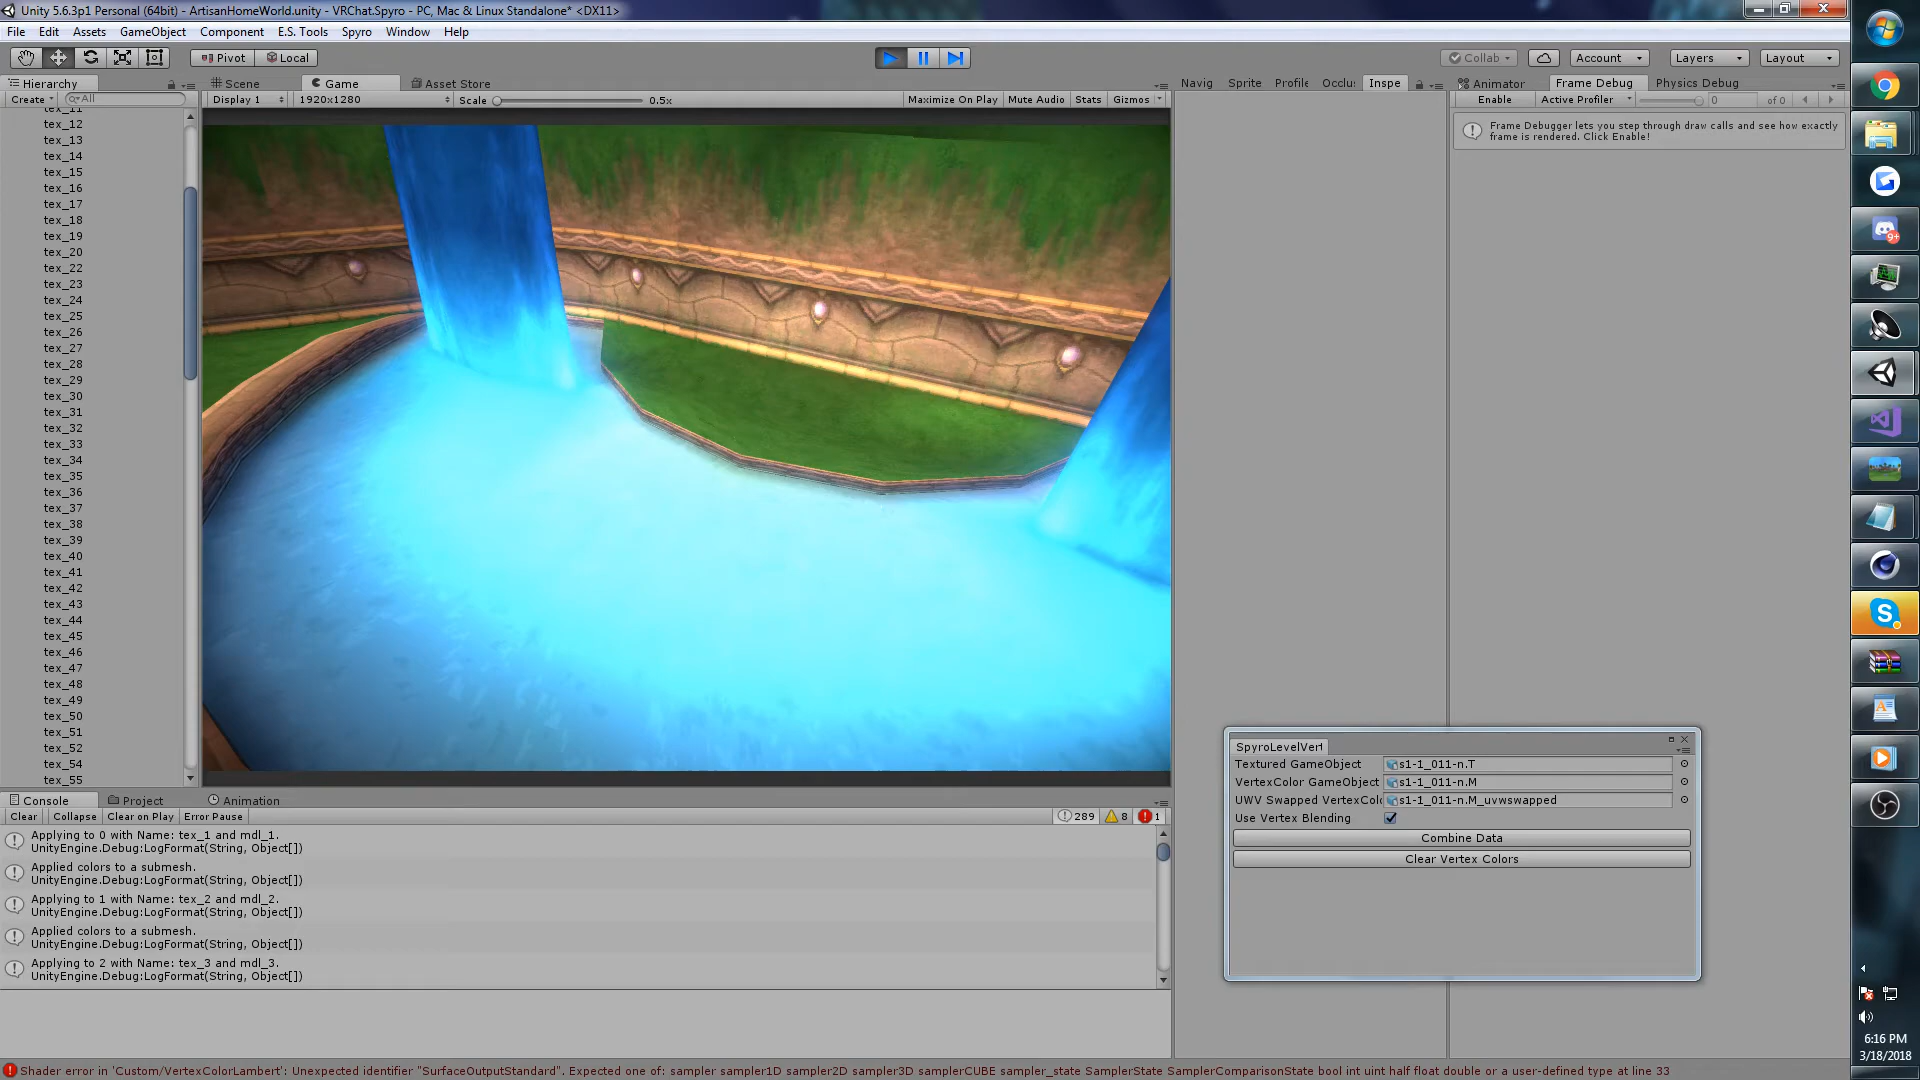 Unity 5.6.3p1 Personal (64bit) - ArtisanHomeWorld.unity - VRChat.Spyro - PC, Mac & Linux Standalone* <DX11>
File Edit Assets GameObject Component E.S. Tools Spyro Window Help
Pivot Local Collab Account Layers Layout
Hierarchy Scene Game Asset Store Navig Sprite Profile Occlu: Inspe Animator Frame Debug Physics Debug
Create All Display 1 1920x1280 Scale 0.5x Maximize On Play Mute Audio Stats Gizmos Enable Active Profiler 0 of 0
Frame Debugger lets you step through draw calls and see how exactly
frame is rendered. Click Enable!
tex_11
tex_12
tex_13
tex_14
tex_15
tex_16
tex_17
tex_18
tex_19
tex_20
tex_22
tex_23
tex_24
tex_25
tex_26
tex_27
tex_28
tex_29
tex_30
tex_31
tex_32
tex_33
tex_34
tex_35
tex_36
tex_37
tex_38
tex_39
tex_40
tex_41
tex_42
tex_43
tex_44
tex_45
tex_46
tex_47
tex_48
tex_49
tex_50
tex_51
tex_52
tex_54
tex_55
SpyroLevelVert
Textured GameObject s1-1_011-n.T
VertexColor GameObject s1-1_011-n.M
UWV Swapped VertexColo s1-1_011-n.M_uvwswapped
Use Vertex Blending
Combine Data
Clear Vertex Colors
Console Project Animation
Clear Collapse Clear on Play Error Pause 289 8 1
Applying to 0 with Name: tex_1 and mdl_1.
UnityEngine.Debug:LogFormat(String, Object[])
Applied colors to a submesh.
UnityEngine.Debug:LogFormat(String, Object[])
Applying to 1 with Name: tex_2 and mdl_2.
UnityEngine.Debug:LogFormat(String, Object[])
Applied colors to a submesh.
UnityEngine.Debug:LogFormat(String, Object[])
Applying to 2 with Name: tex_3 and mdl_3.
UnityEngine.Debug:LogFormat(String, Object[])
Shader error in 'Custom/VertexColorLambert': Unexpected identifier "SurfaceOutputStandard". Expected one of: sampler sampler1D sampler2D sampler3D samplerCUBE sampler_state SamplerState SamplerComparisonState bool int uint half float double or a user-defined type at line 33
9+
S
6:16 PM
3/18/2018